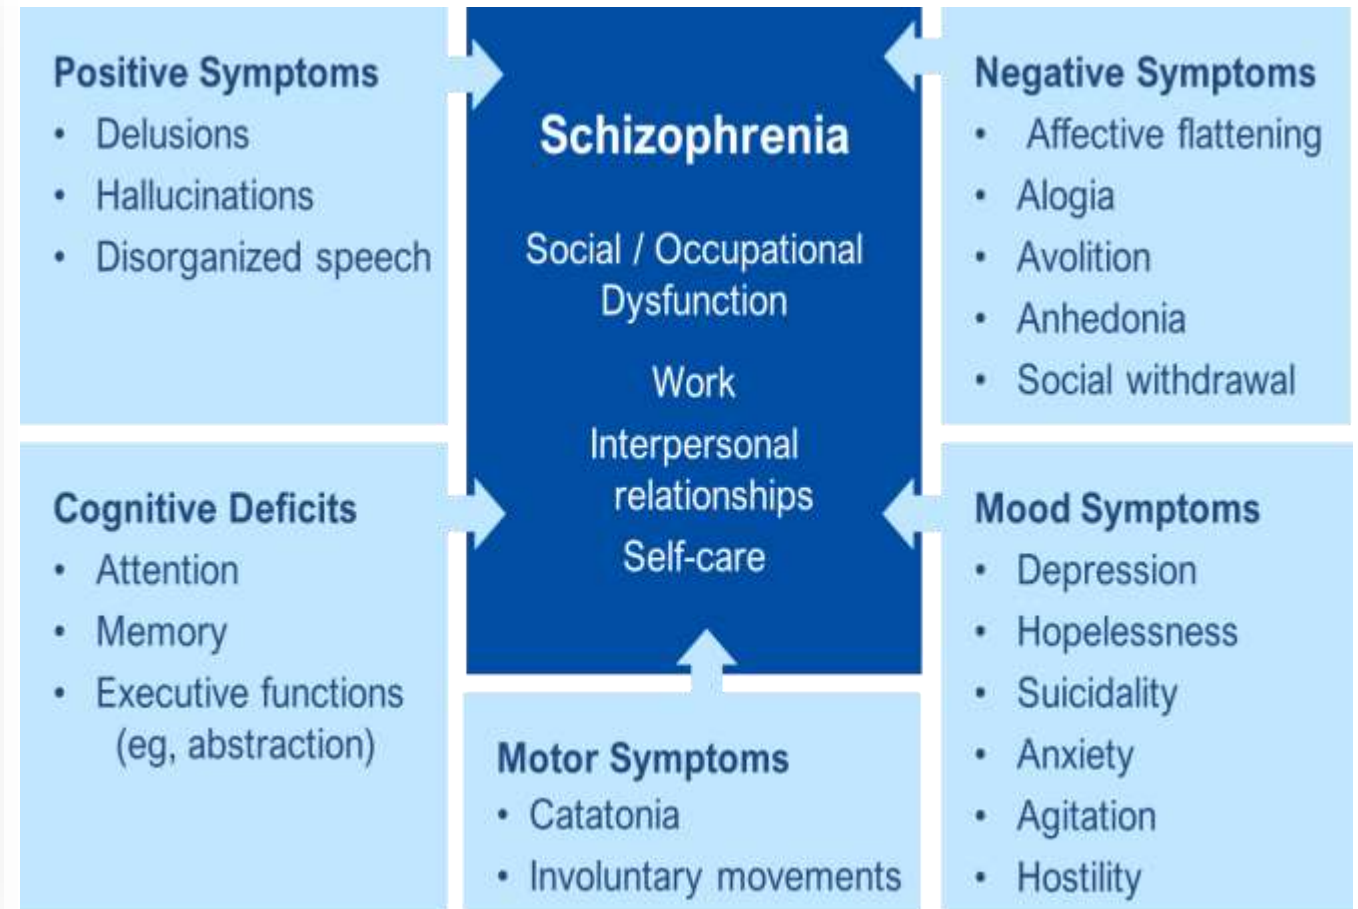 Positive Symptoms
• Delusions
• Hallucinations
• Disorganized speech
Schizophrenia
Social / Occupational
Dysfunction
Work
Interpersonal
relationships
Self-care
Negative Symptoms
• Affective flattening
• Alogia
• Avolition
• Anhedonia
• Social withdrawal
Cognitive Deficits
• Attention
• Memory
• Executive functions
(eg, abstraction)
Motor Symptoms
• Catatonia
• Involuntary movements
Mood Symptoms
• Depression
• Hopelessness
• Suicidality
• Anxiety
• Agitation
• Hostility